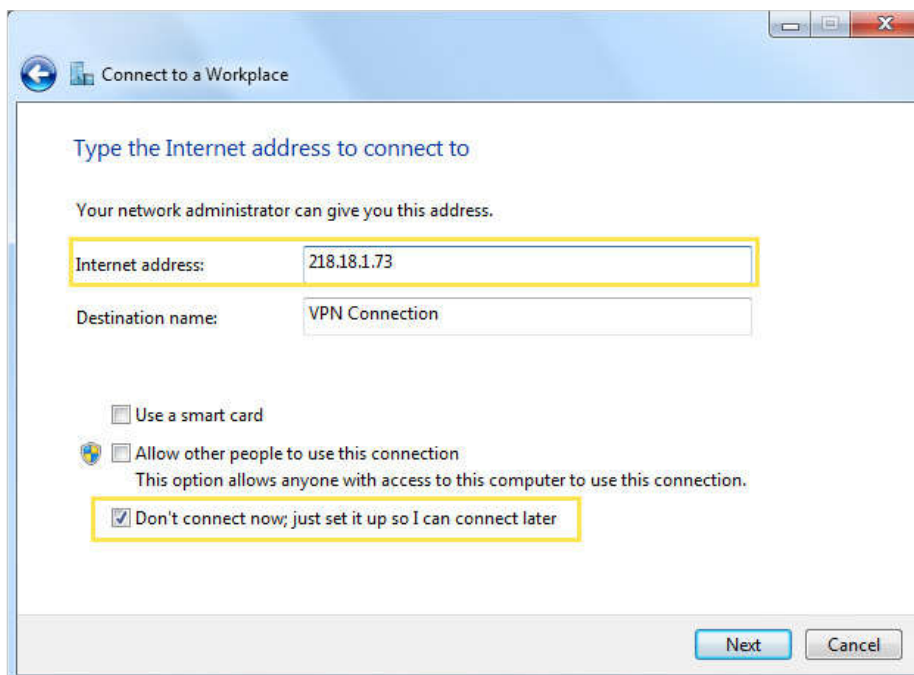 Connect to a Workplace
Type the Internet address to connect to
Your network administrator can give you this address.
Internet address: 218.18.1.73
Destination name: VPN Connection
Use a smart card
Allow other people to use this connection
This option allows anyone with access to this computer to use this connection.
Don't connect now; just set it up so I can connect later
Next Cancel